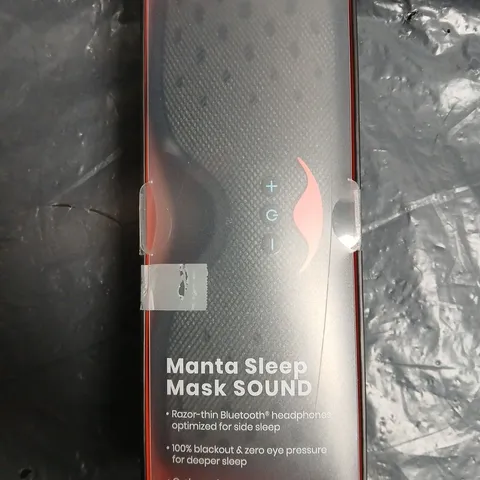 Manta Sleep
Mask SOUND
• Razor-thin Bluetooth® headphones
optimized for side sleep
• 100% blackout & zero eye pressure
for deeper sleep